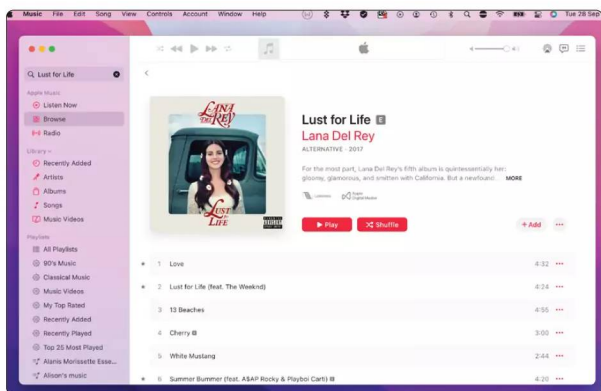 Music File Edit Song View Controls Account Window Help Tue 28 Sep
Lust for Life
Apple Music
Listen Now
Browse
Radio
Library
Recently Added
Artists
Albums
Songs
Music Videos
Playlists
All Playlists
90's Music
Classical Music
Music Videos
My Top Rated
Recently Added
Recently Played
Top 25 Most Played
Alanis Morissette Esse...
Alison's music
LANA
DEL REY
LUST
FOR
LIFE
Lust for Life E
Lana Del Rey
ALTERNATIVE · 2017
For the most part, Lana Del Rey's fifth album is quintessentially her:
gloomy, glamorous, and smitten with California. But a newfound... MORE
Play Shuffle +Add
1 Love 4:32
2 Lust for Life (feat. The Weeknd) 4:24
3 13 Beaches 4:55
4 Cherry E 3:00
5 White Mustang 2:44
6 Summer Bummer (feat. A$AP Rocky & Playboi Carti) E 4:20